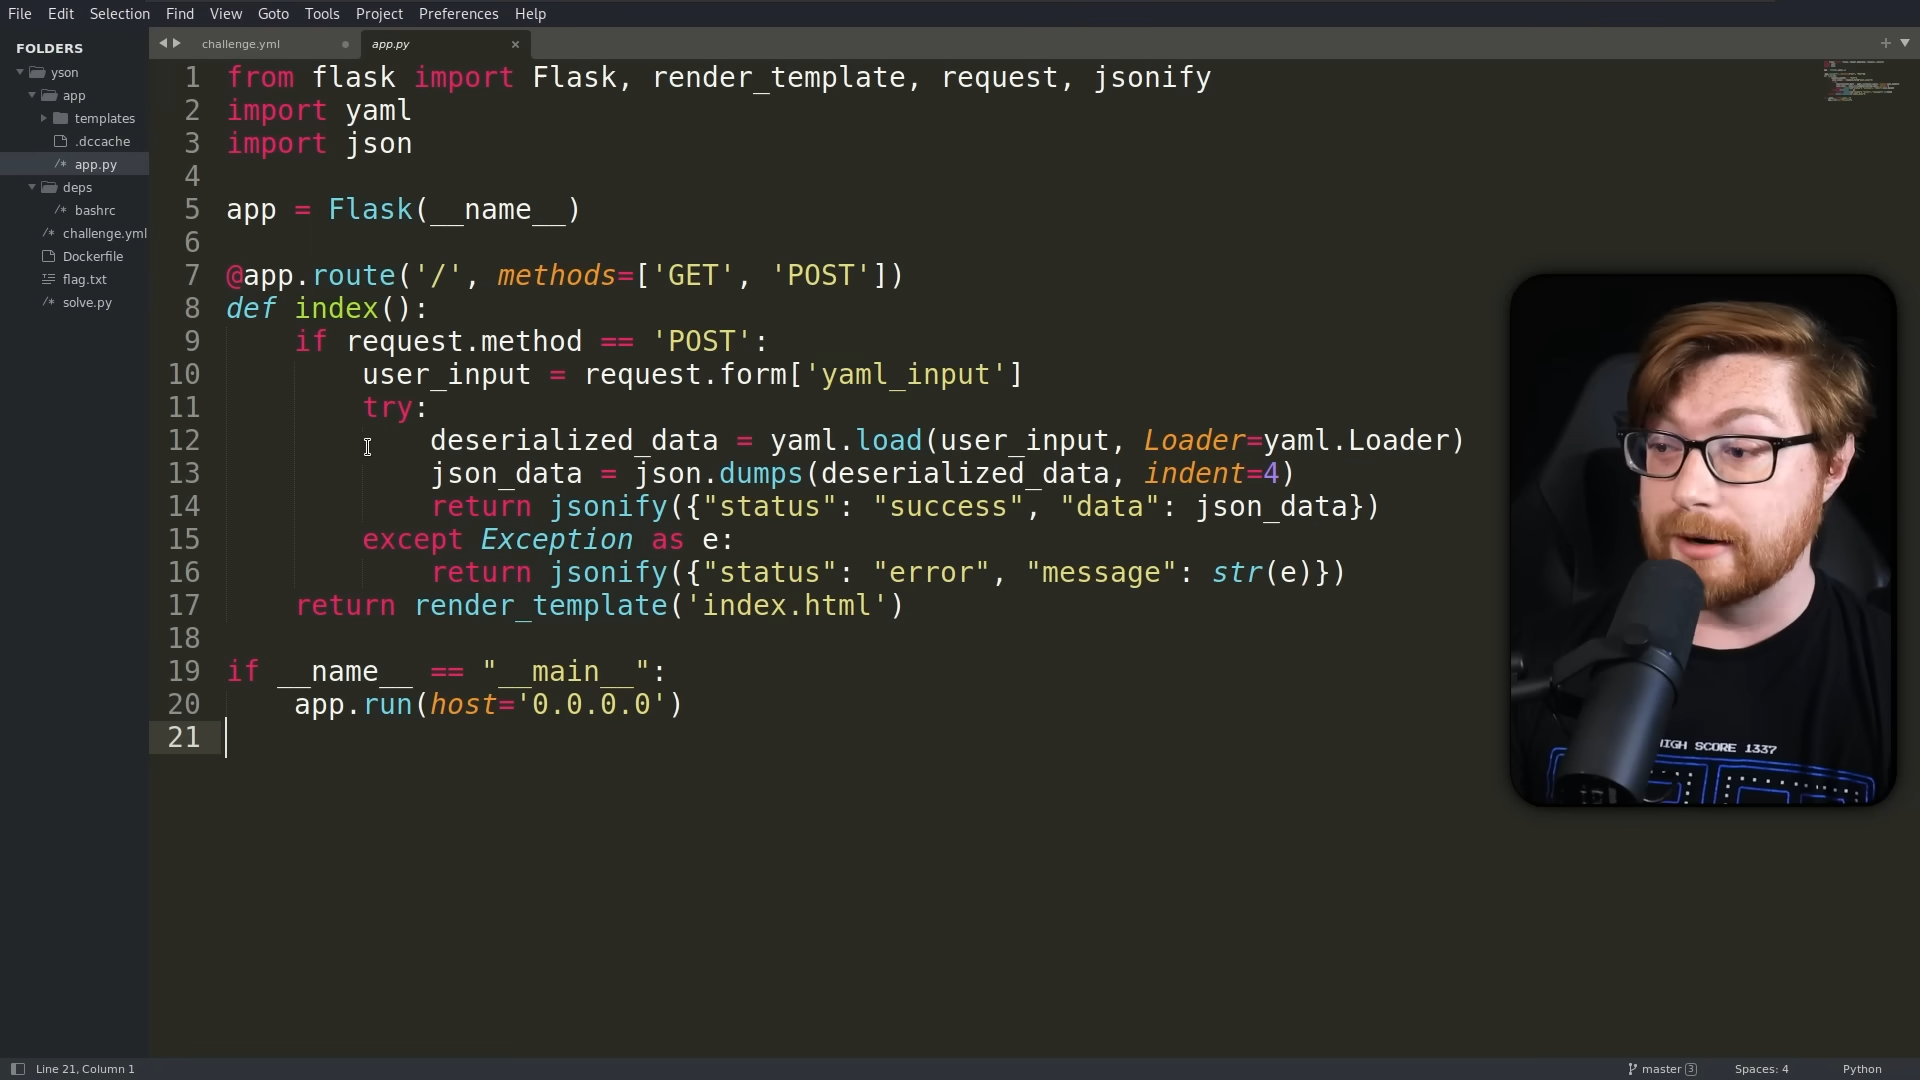 File Edit Selection Find View Goto Tools Project Preferences Help
FOLDERS
yson
app
templates
.dccache
/* app.py
deps
/* bashrc
/* challenge.yml
Dockerfile
flag.txt
/* solve.py
challenge.yml
app.py
1 from flask import Flask, render_template, request, jsonify
2 import yaml
3 import json
4
5 app = Flask(__name__)
6
7 @app.route('/', methods=['GET', 'POST'])
8 def index():
9     if request.method == 'POST':
10         user_input = request.form['yaml_input']
11         try:
12             deserialized_data = yaml.load(user_input, Loader=yaml.Loader)
13             json_data = json.dumps(deserialized_data, indent=4)
14             return jsonify({"status": "success", "data": json_data})
15         except Exception as e:
16             return jsonify({"status": "error", "message": str(e)})
17     return render_template('index.html')
18
19 if __name__ == "__main__":
20     app.run(host='0.0.0.0')
21
HIGH SCORE 1337
Line 21, Column 1
master 3
Spaces: 4
Python